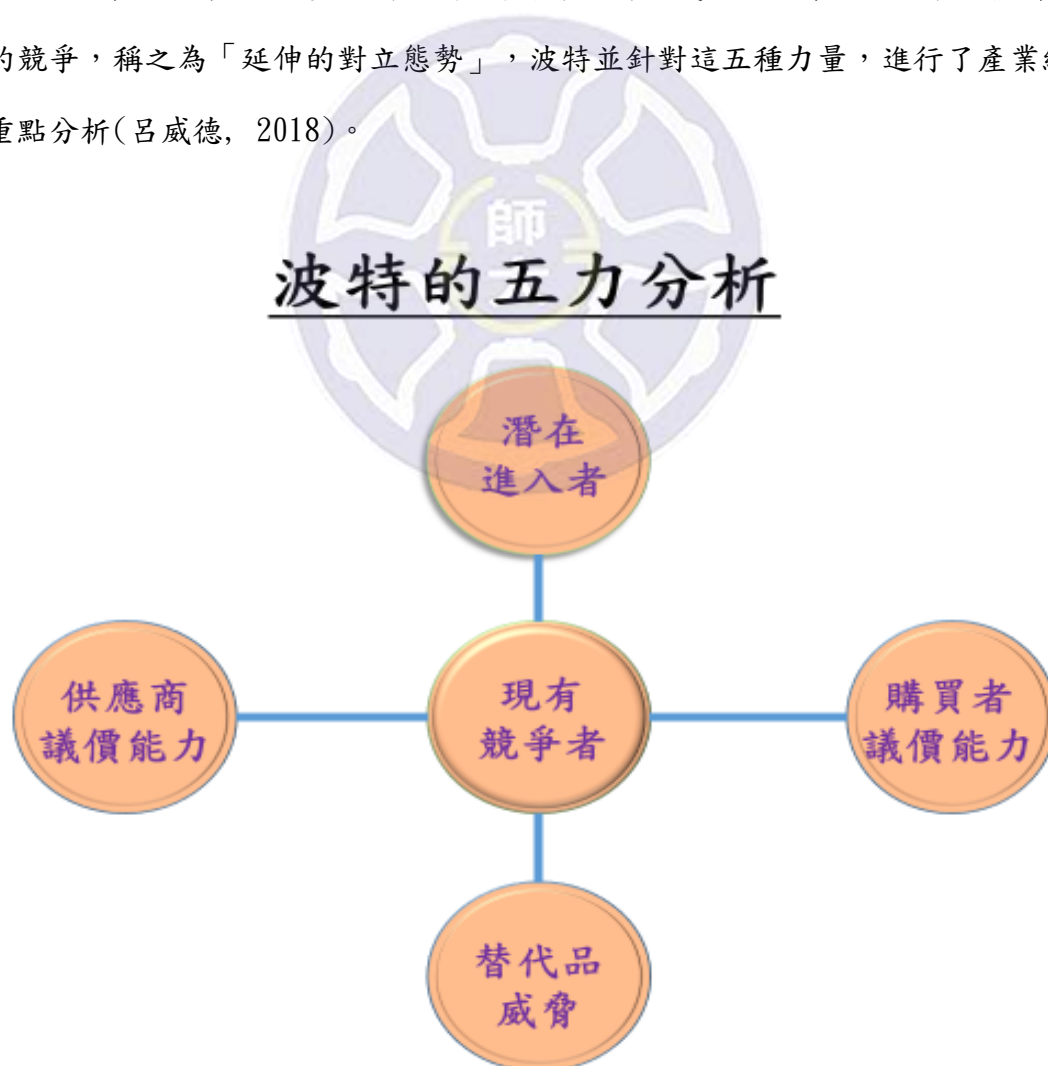 的競爭，稱之為「延伸的對立態勢」，波特並針對這五種力量，進行了產業
重點分析(呂威德, 2018)。
師
波特的五力分析
潛在
進入者
供應商
議價能力
現有
競爭者
購買者
議價能力
替代品
威脅